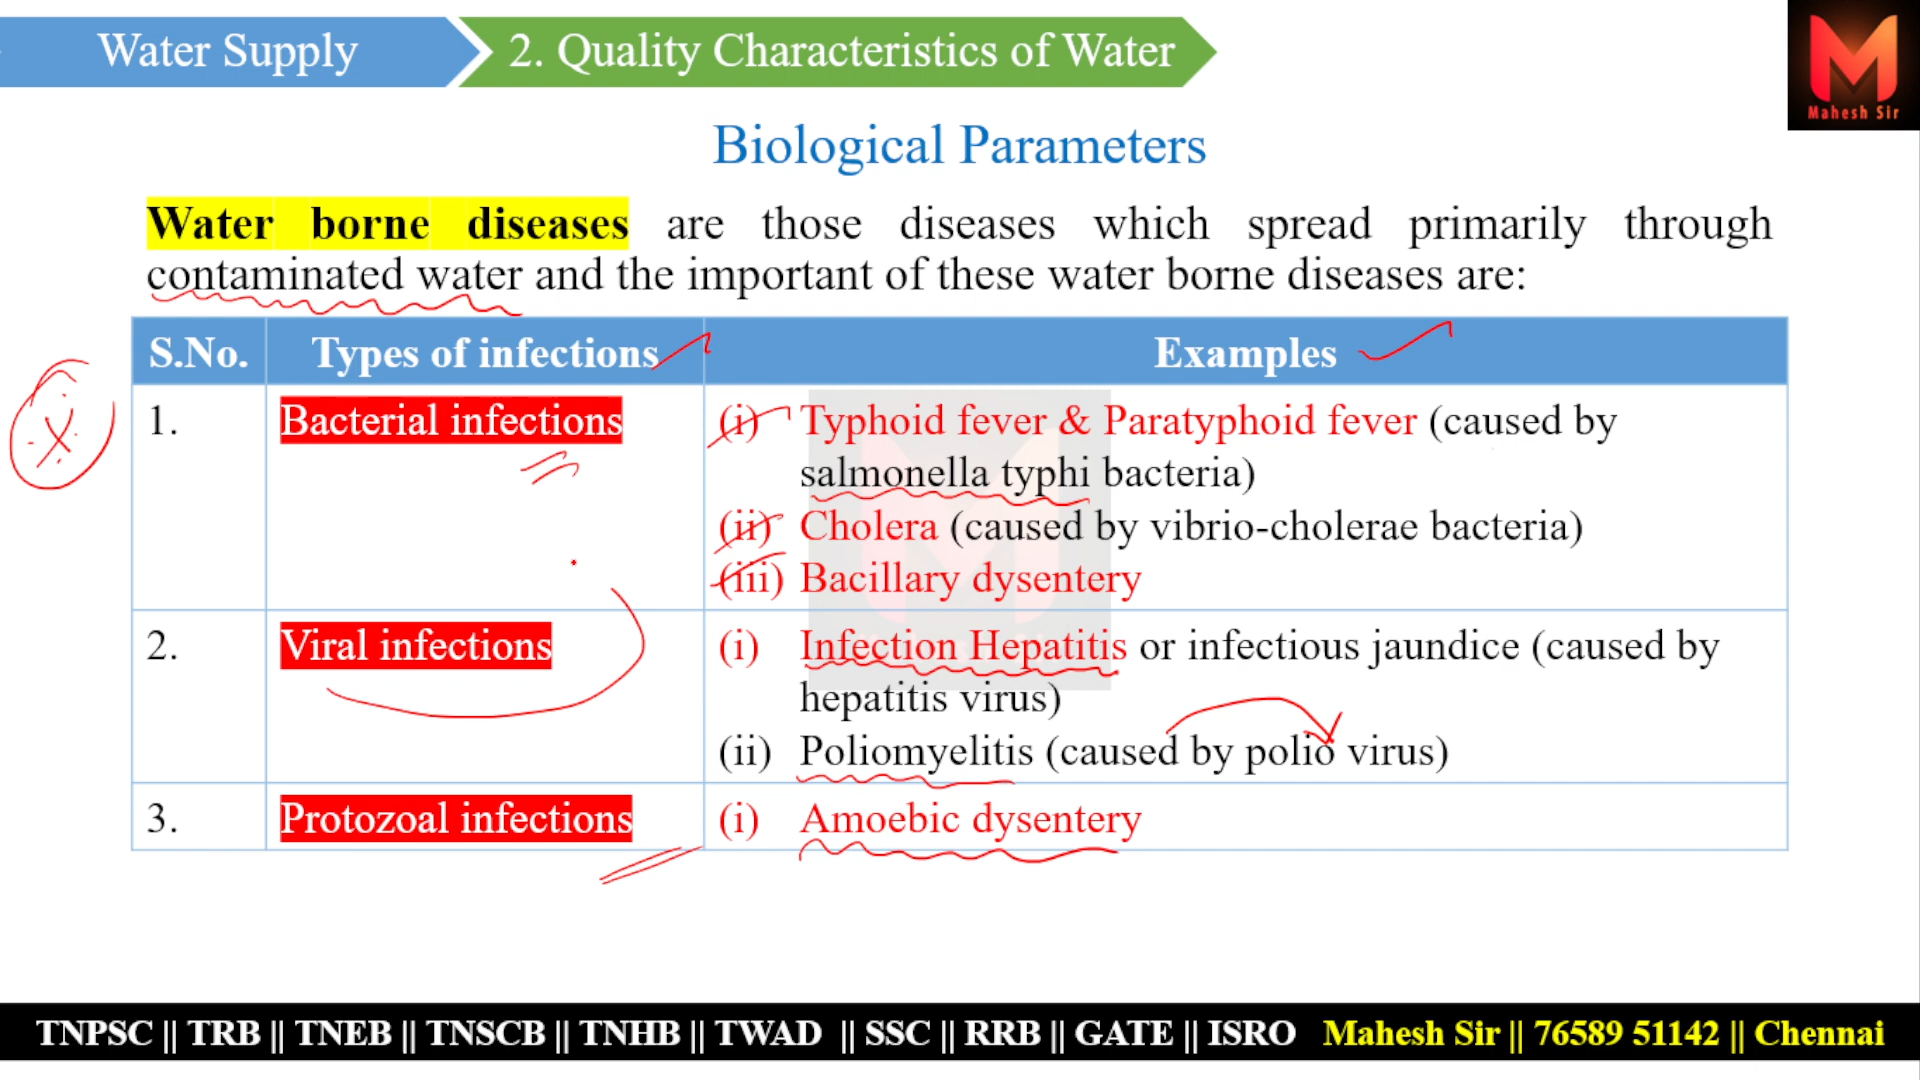 Water Supply
2. Quality Characteristics of Water
Mahesh Sir
Biological Parameters
Water borne diseases are those diseases which spread primarily through
contaminated water and the important of these water borne diseases are:
S.No. Types of infections Examples
1. Bacterial infections (i) Typhoid fever & Paratyphoid fever (caused by
salmonella typhi bacteria)
(ii) Cholera (caused by vibrio-cholerae bacteria)
(iii) Bacillary dysentery
2. Viral infections (i) Infection Hepatitis or infectious jaundice (caused by
hepatitis virus)
(ii) Poliomyelitis (caused by polio virus)
3. Protozoal infections (i) Amoebic dysentery
TNPSC || TRB || TNEB || TNSCB || TNHB || TWAD || SSC || RRB || GATE || ISRO Mahesh Sir || 76589 51142 || Chennai